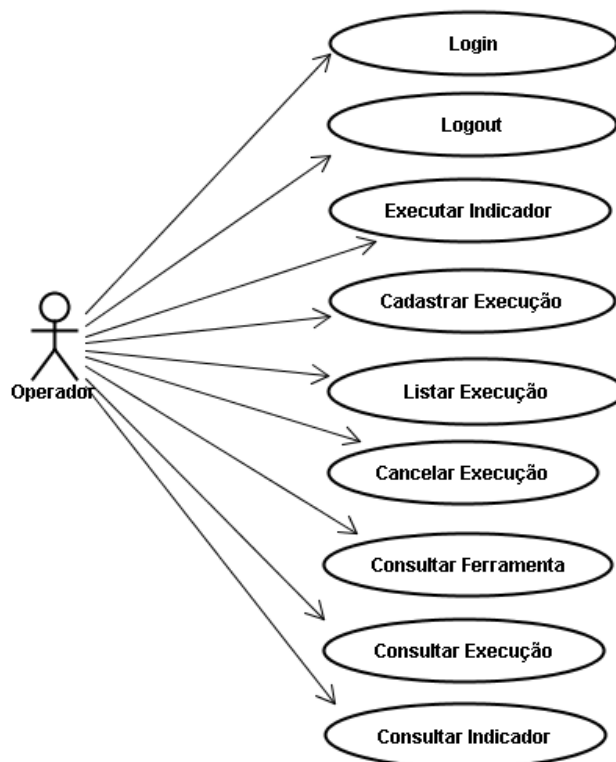 Login
Logout
Executar Indicador
Cadastrar Execução
Operador
Listar Execução
Cancelar Execução
Consultar Ferramenta
Consultar Execução
Consultar Indicador